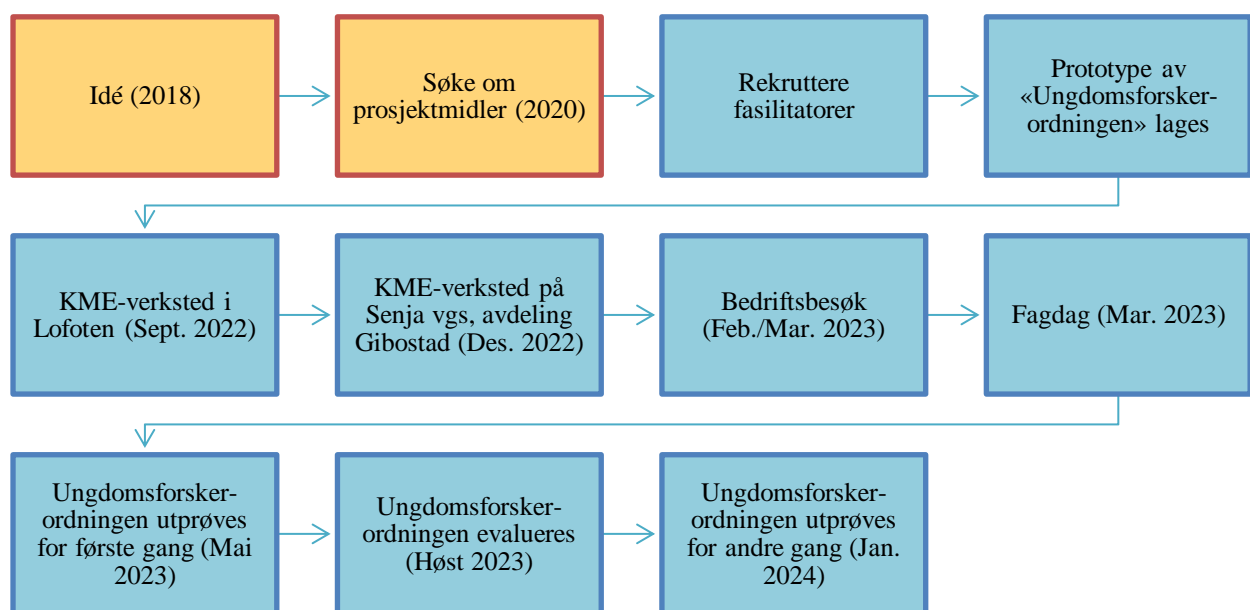 Idé (2018)
Søke om
prosjektmidler (2020)
Rekruttere
fasilitatorer
Prototype av
«Ungdomsforsker-
ordningen» lages
KME-verksted i
Lofoten (Sept. 2022)
KME-verksted på
Senja vgs, avdeling
Gibostad (Des. 2022)
Bedriftsbesøk
(Feb./Mar. 2023)
Fagdag (Mar. 2023)
Ungdomsforsker-
ordningen utprøves
for første gang (Mai
2023)
Ungdomsforsker-
ordningen evalueres
(Høst 2023)
Ungdomsforsker-
ordningen utprøves
for andre gang (Jan.
2024)